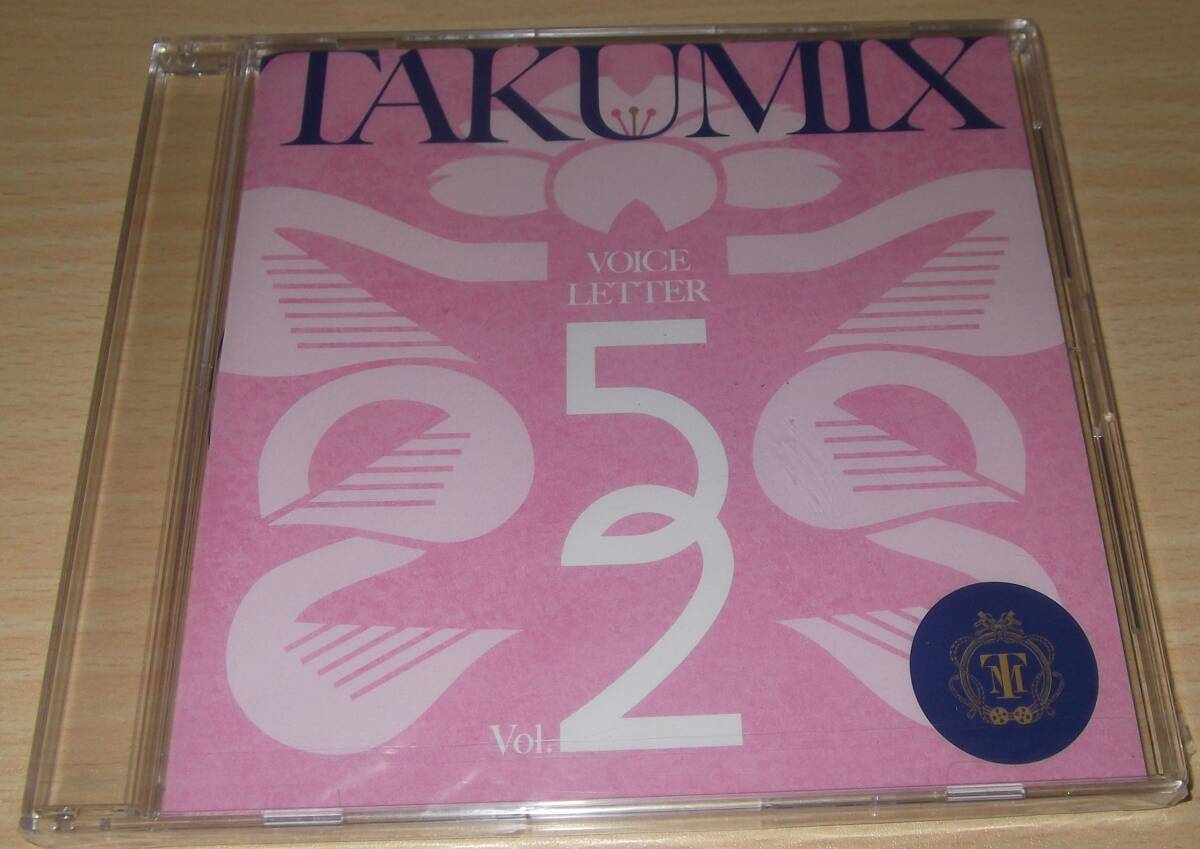 TAKUMIX
VOICE
LETTER
52
Vol.
TM